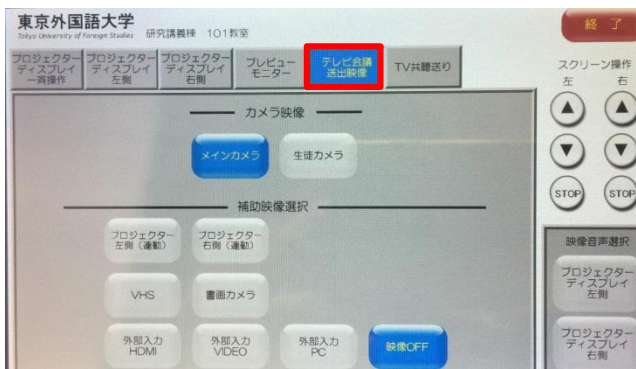 東京外国語大学
Tokyo University of Foreign Studies
研究講義棟 101教室
終 了
プロジェクター
ディスプレイ
一斉操作
プロジェクター
ディスプレイ
左側
プロジェクター
ディスプレイ
右側
プレビュー
モニター
テレビ会議
送出映像
TV共聴送り
スクリーン操作
左 右
カメラ映像
メインカメラ
生徒カメラ
STOP
STOP
補助映像選択
プロジェクター
左側（連動）
プロジェクター
右側（連動）
VHS
書画カメラ
外部入力
HDMI
外部入力
VIDEO
外部入力
PC
映像OFF
映像音声選択
プロジェクター
ディスプレイ
左側
プロジェクター
ディスプレイ
右側